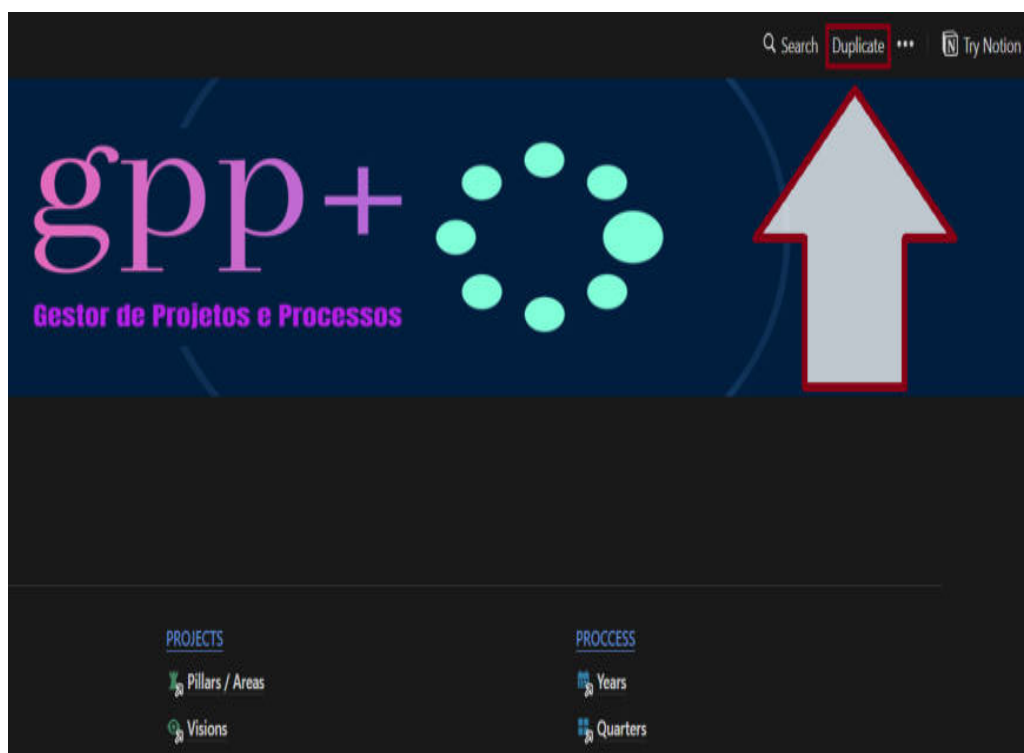 Search Duplicate ••• Try Notion
gpp+
Gestor de Projetos e Processos
PROJECTS
Pillars / Areas
Visions
PROCCESS
Years
Quarters